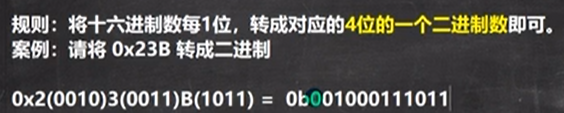 规则：将十六进制数每1位，转成对应的4位的一个二进制数即可。
案例：请将 0x23B 转成二进制
0x2(0010)3(0011)B(1011) = 0b001000111011